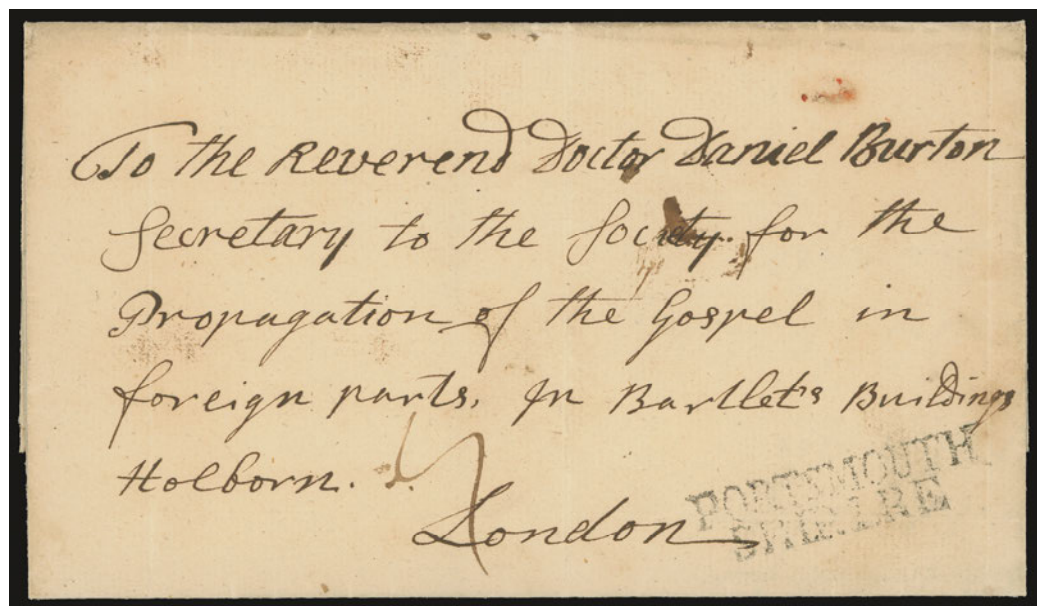 To the Reverend Doctor Daniel Burton
Secretary to the Society for the
Propagation of the Gospel in
foreign parts, In Bartlet's Buildings
Holborn.
London
PORTSMOUTH